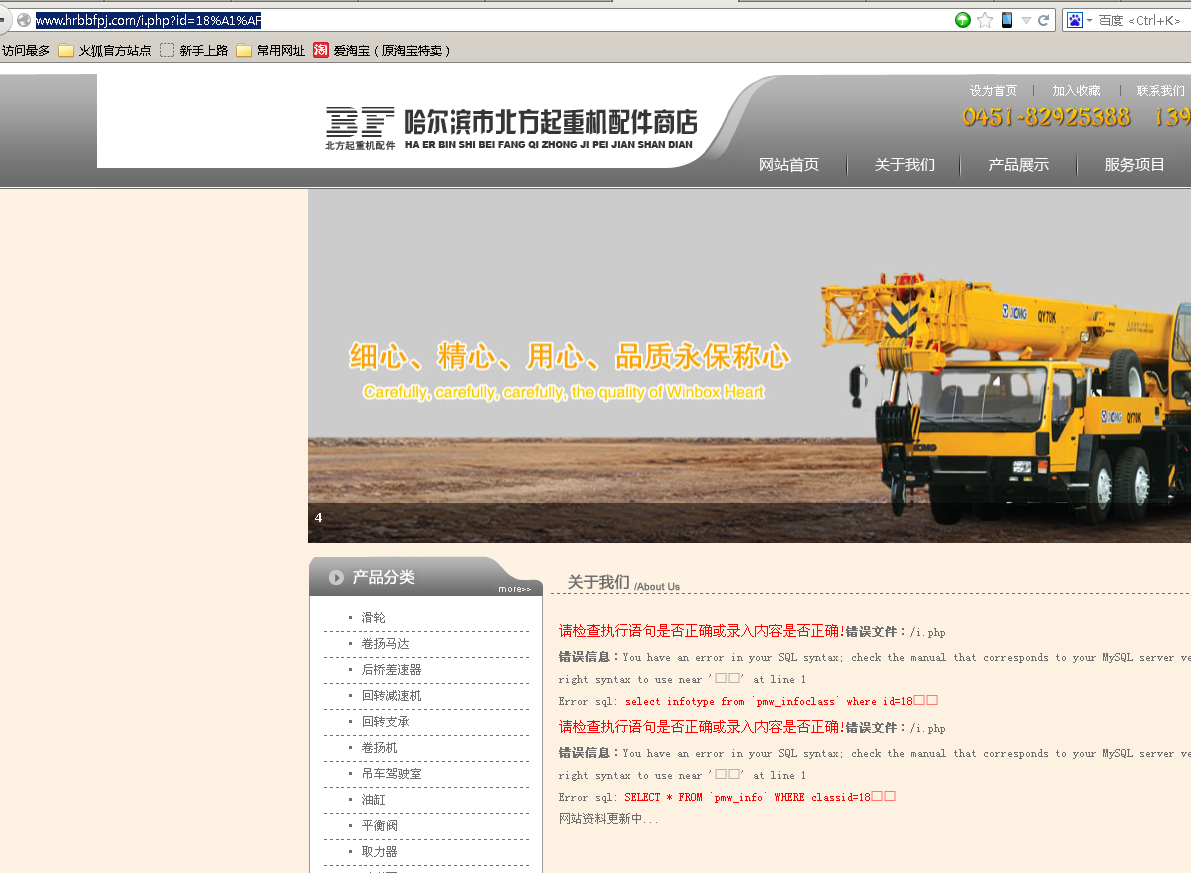 www.hrbbfpj.com/i.php?id=18%A1%AF
百度 <Ctrl+K>
访问最多 火狐官方站点 新手上路 常用网址 淘 爱淘宝（原淘宝特卖）
设为首页 | 加入收藏 | 联系我们
0451-82925388 139
BF 哈尔滨市北方起重机配件商店
北方起重机配件 HA ER BIN SHI BEI FANG QI ZHONG JI PEI JIAN SHAN DIAN
网站首页 关于我们 产品展示 服务项目
XCMG QY70K
细心、精心、用心、品质永保称心
Carefully, carefully, carefully, the quality of Winbox Heart
XCMG QY70K
XCMG
4
产品分类
more>>
滑轮
卷扬马达
后桥差速器
回转减速机
回转支承
卷扬机
吊车驾驶室
油缸
平衡阀
取力器
关于我们 /About Us
请检查执行语句是否正确或录入内容是否正确!错误文件：/i.php
错误信息：You have an error in your SQL syntax; check the manual that corresponds to your MySQL server ve
right syntax to use near '□□' at line 1
Error sql: select infotype from `pmw_infoclass` where id=18□□
请检查执行语句是否正确或录入内容是否正确!错误文件：/i.php
错误信息：You have an error in your SQL syntax; check the manual that corresponds to your MySQL server ve
right syntax to use near '□□' at line 1
Error sql: SELECT * FROM `pmw_info` WHERE classid=18□□
网站资料更新中...